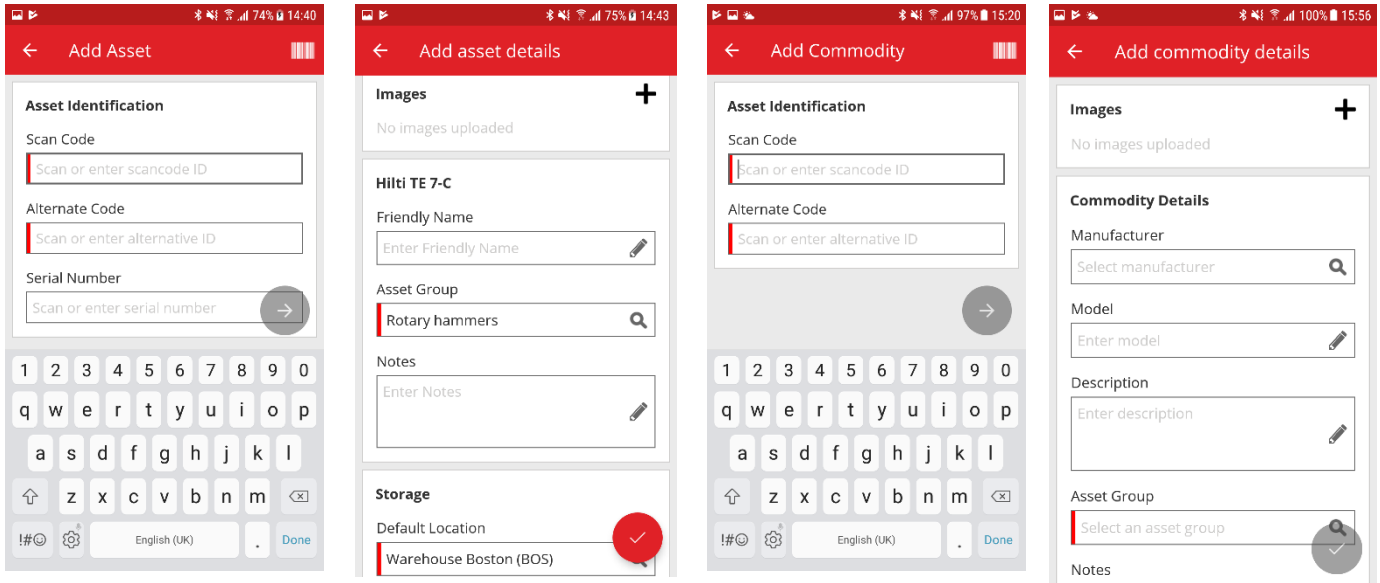 74% 14:40
Add Asset
Asset Identification
Scan Code
Scan or enter scancode ID
Alternate Code
Scan or enter alternative ID
Serial Number
Scan or enter serial number
1 2 3 4 5 6 7 8 9 0
q w e r t y u i o p
a s d f g h j k l
z x c v b n m
!#☺ English (UK) . Done
75% 14:43
Add asset details
Images
No images uploaded
Hilti TE 7-C
Friendly Name
Enter Friendly Name
Asset Group
Rotary hammers
Notes
Enter Notes
Storage
Default Location
Warehouse Boston (BOS)
97% 15:20
Add Commodity
Asset Identification
Scan Code
Scan or enter scancode ID
Alternate Code
Scan or enter alternative ID
1 2 3 4 5 6 7 8 9 0
q w e r t y u i o p
a s d f g h j k l
z x c v b n m
!#☺ English (UK) . Done
100% 15:56
Add commodity details
Images
No images uploaded
Commodity Details
Manufacturer
Select manufacturer
Model
Enter model
Description
Enter description
Asset Group
Select an asset group
Notes